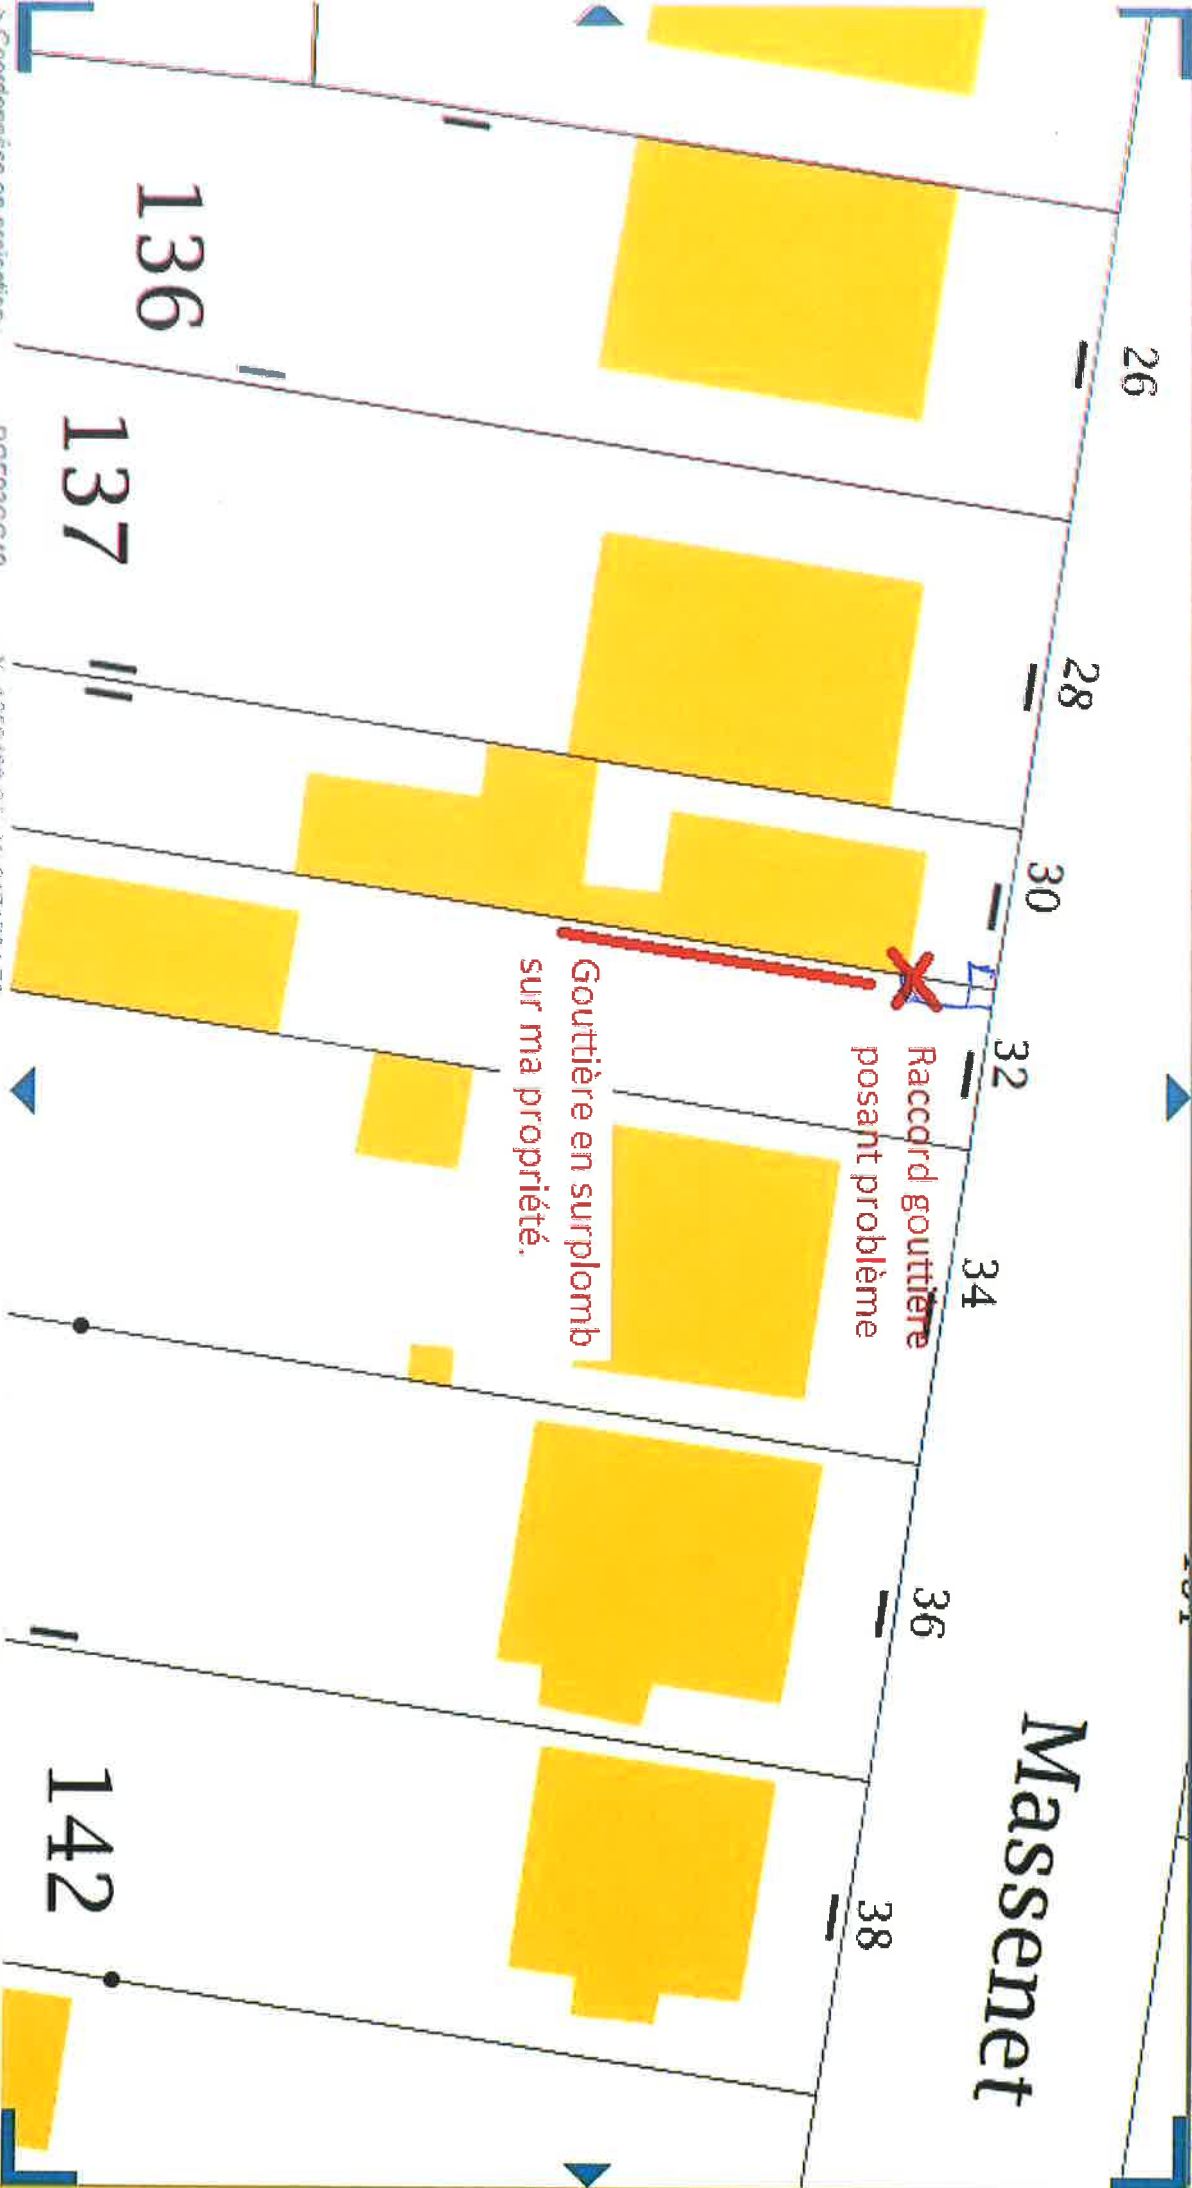 Massenet
26
28
30
32
34
36
38
Raccord gouttière
posant problème
Gouttière en surplomb
sur ma propriété.
136
137
142